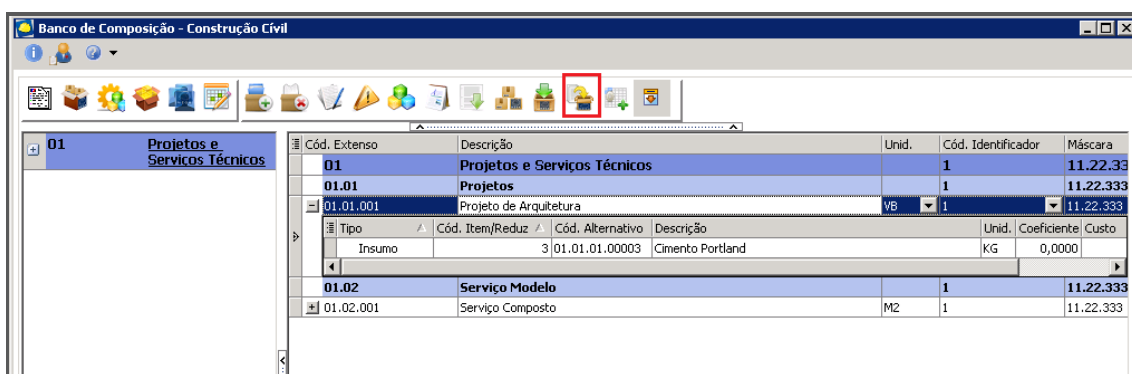 Banco de Composição - Construção Cívil
01 Projetos e
Serviços Técnicos
Cód. Extenso Descrição Unid. Cód. Identificador Máscara
01 Projetos e Serviços Técnicos 1 11.22.33
01.01 Projetos 1 11.22.333
01.01.001 Projeto de Arquitetura VB 1 11.22.333
Tipo Cód. Item/Reduz Cód. Alternativo Descrição Unid. Coeficiente Custo
Insumo 3 01.01.01.00003 Cimento Portland KG 0,0000
01.02 Serviço Modelo 1 11.22.333
01.02.001 Serviço Composto M2 1 11.22.333